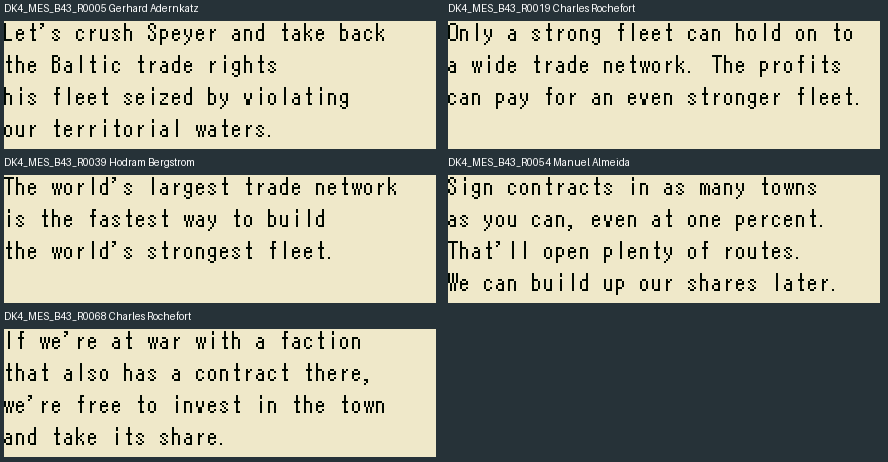 DK4_MES_B43_R0005 Gerhard Adernkatz
Let's crush Speyer and take back
the Baltic trade rights
his fleet seized by violating
our territorial waters.
DK4_MES_B43_R0019 Charles Rochefort
Only a strong fleet can hold on to
a wide trade network.  The profits
can pay for an even stronger fleet.
DK4_MES_B43_R0039 Hodram Bergstrom
The world's largest trade network
is the fastest way to build
the world's strongest fleet.
DK4_MES_B43_R0054 Manuel Almeida
Sign contracts in as many towns
as you can, even at one percent.
That'll open plenty of routes.
We can build up our shares later.
DK4_MES_B43_R0068 Charles Rochefort
If we're at war with a faction
that also has a contract there,
we're free to invest in the town
and take its share.